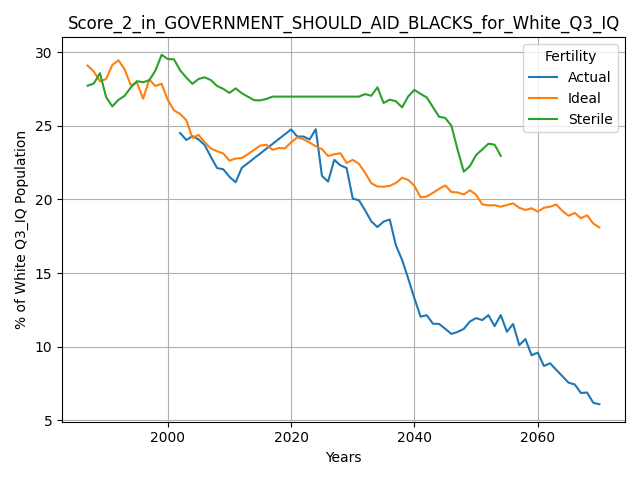 Score_2_in_GOVERNMENT_SHOULD_AID_BLACKS_for_White_Q3_IQ
% of White Q3_IQ Population
30
25
20
15
10
5
2000 2020 2040 2060
Years
Fertility
Actual
Ideal
Sterile